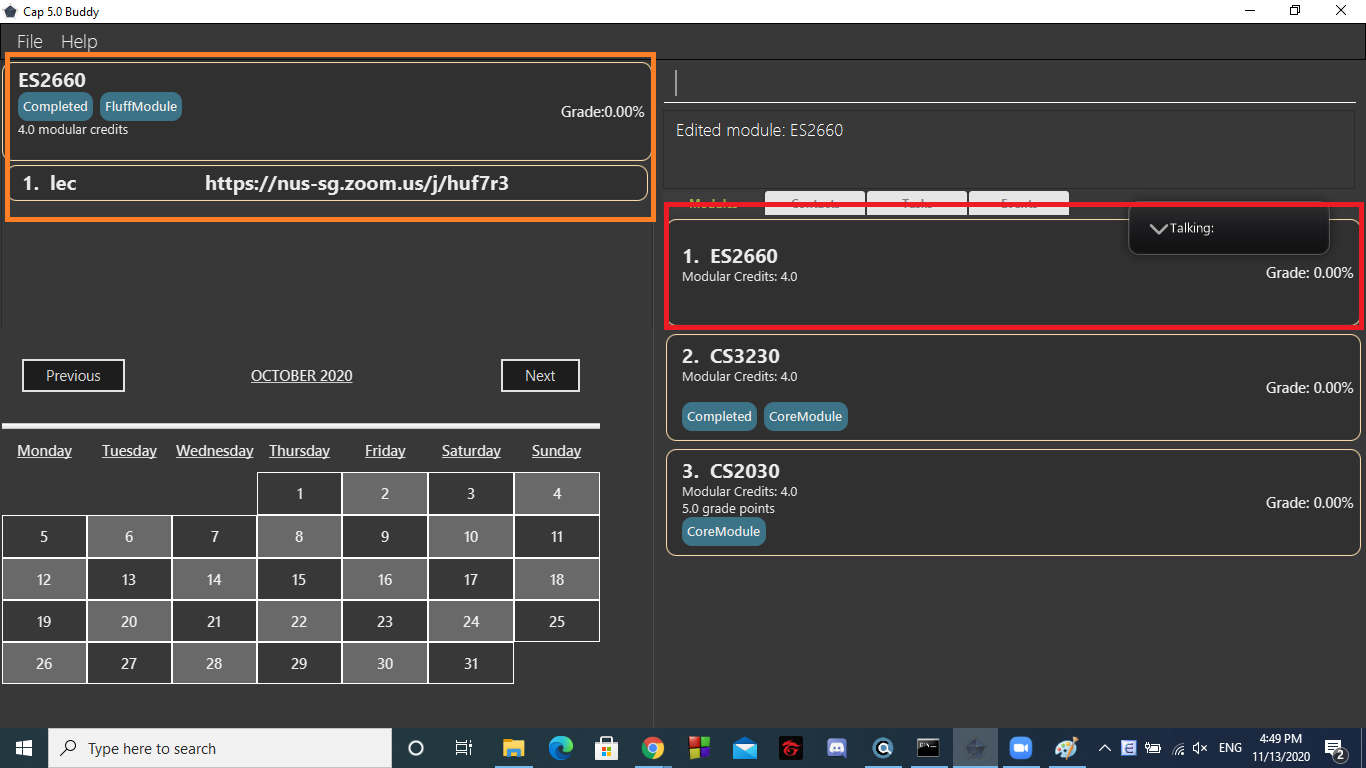 Cap 5.0 Buddy
File Help
ES2660
Completed FluffModule
Grade:0.00%
4.0 modular credits
1. lec https://nus-sg.zoom.us/j/huf7r3
Edited module: ES2660
Modules Contacts Tasks Events
Talking:
1. ES2660
Modular Credits: 4.0
Grade: 0.00%
2. CS3230
Modular Credits: 4.0
Grade: 0.00%
Completed CoreModule
3. CS2030
Modular Credits: 4.0
5.0 grade points
Grade: 0.00%
CoreModule
Previous OCTOBER 2020 Next
Monday Tuesday Wednesday Thursday Friday Saturday Sunday
1 2 3 4
5 6 7 8 9 10 11
12 13 14 15 16 17 18
19 20 21 22 23 24 25
26 27 28 29 30 31
Type here to search
ENG
4:49 PM
11/13/2020
2